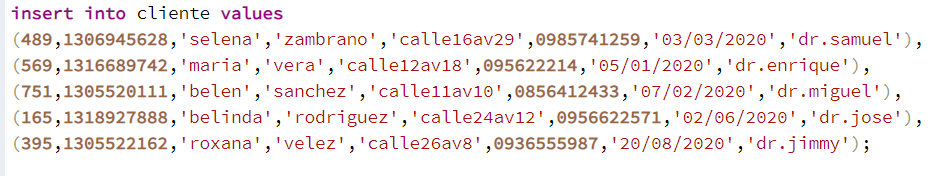 insert into cliente values
(489,1306945628,'selena','zambrano','calle16av29',0985741259,'03/03/2020','dr.samuel'),
(569,1316689742,'maria','vera','calle12av18',095622214,'05/01/2020','dr.enrique'),
(751,1305520111,'belen','sanchez','calle11av10',0856412433,'07/02/2020','dr.miguel'),
(165,1318927888,'belinda','rodriguez','calle24av12',0956622571,'02/06/2020','dr.jose'),
(395,1305522162,'roxana','velez','calle26av8',0936555987,'20/08/2020','dr.jimmy');